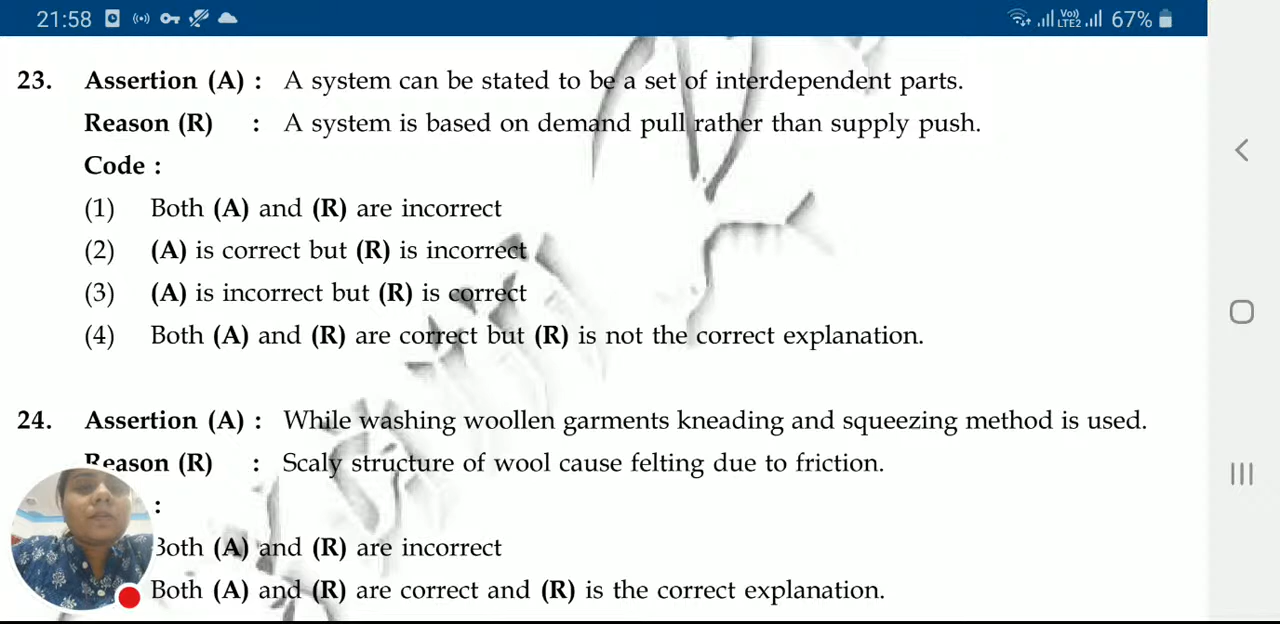 21:58
Vo)) LTE2 67%
23. Assertion (A) : A system can be stated to be a set of interdependent parts.
Reason (R) : A system is based on demand pull rather than supply push.
Code :
(1) Both (A) and (R) are incorrect
(2) (A) is correct but (R) is incorrect
(3) (A) is incorrect but (R) is correct
(4) Both (A) and (R) are correct but (R) is not the correct explanation.
24. Assertion (A) : While washing woollen garments kneading and squeezing method is used.
Reason (R) : Scaly structure of wool cause felting due to friction.
:
Both (A) and (R) are incorrect
Both (A) and (R) are correct and (R) is the correct explanation.